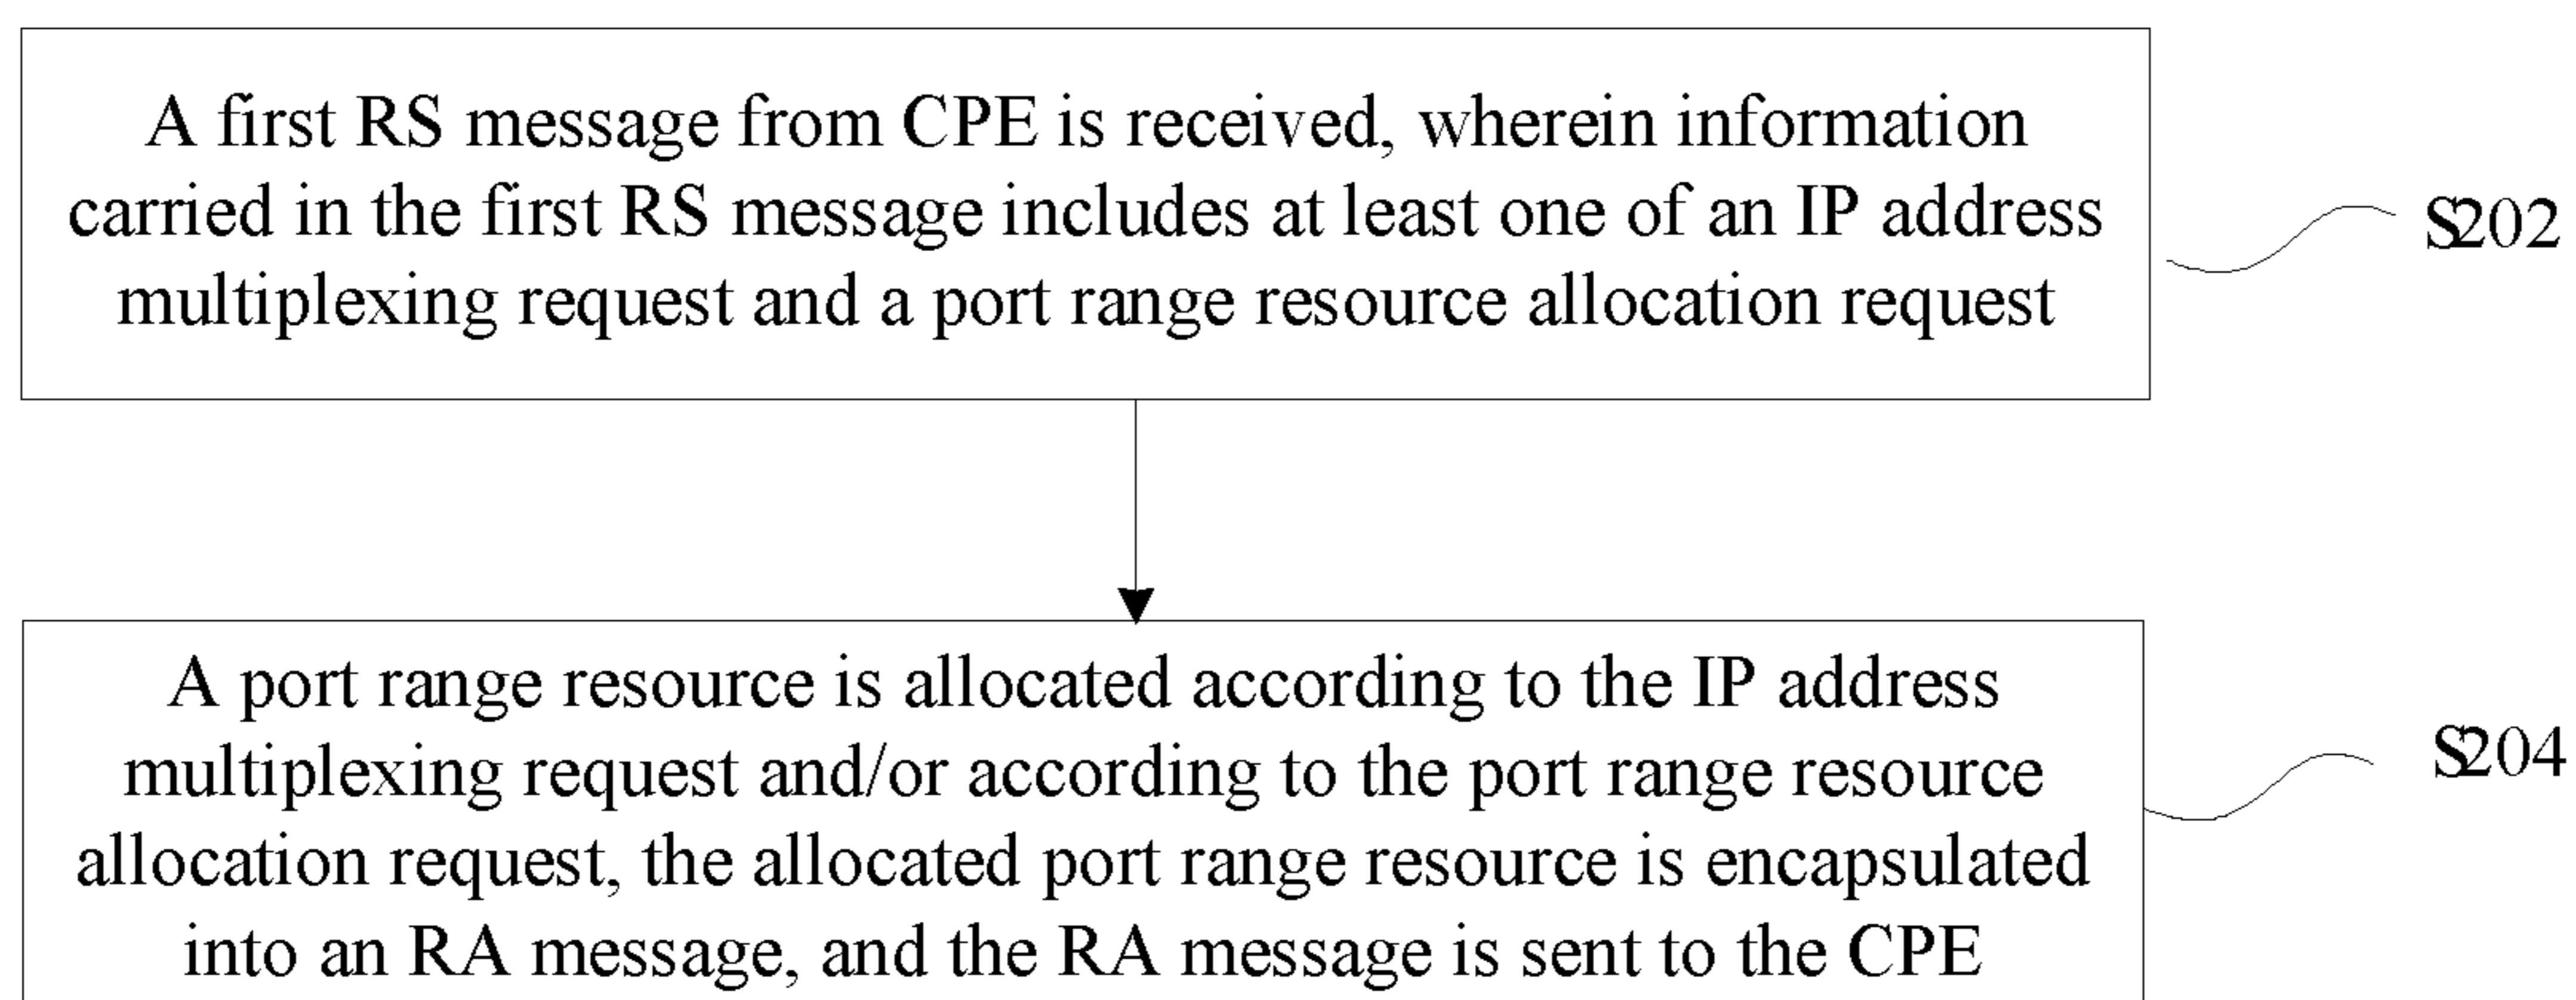 A first RS message from CPE is received, wherein information
carried in the first RS message includes at least one of an IP address
multiplexing request and a port range resource allocation request
S202
A port range resource is allocated according to the IP address
multiplexing request and/or according to the port range resource
allocation request, the allocated port range resource is encapsulated
into an RA message, and the RA message is sent to the CPE
S204